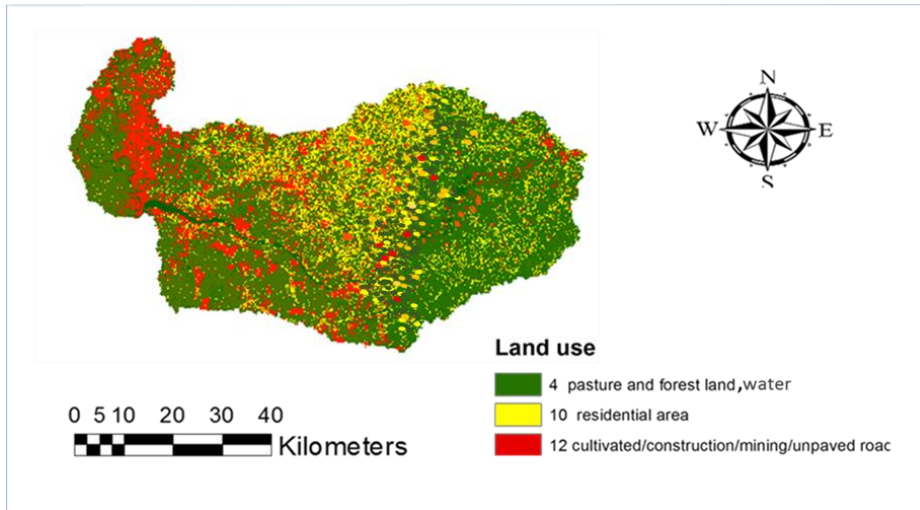 N
W E
S
Land use
4 pasture and forest land,water
10 residential area
12 cultivated/construction/mining/unpaved roac
0 5 10 20 30 40
Kilometers